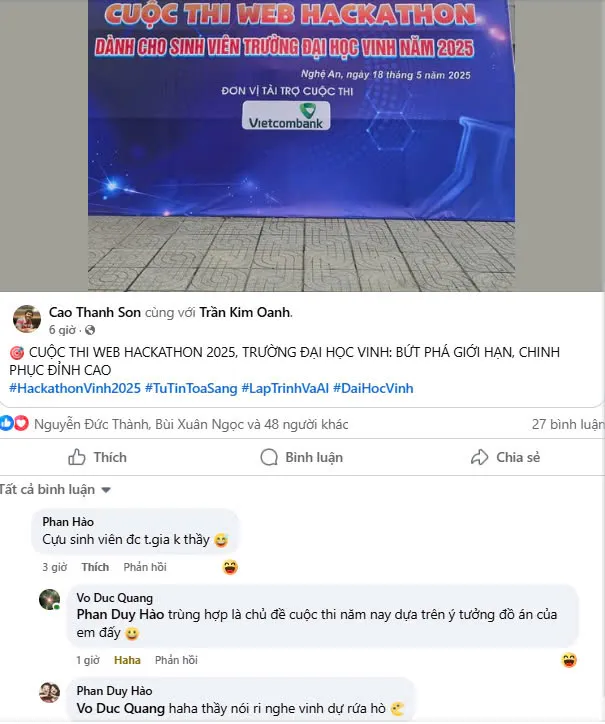 CUỘC THI WEB HACKATHON
DÀNH CHO SINH VIÊN TRƯỜNG ĐẠI HỌC VINH NĂM 2025
Nghệ An, ngày 18 tháng 5 năm 2025
ĐƠN VỊ TÀI TRỢ CUỘC THI
Vietcombank
Cao Thanh Son cùng với Trần Kim Oanh.
6 giờ ·
🎯 CUỘC THI WEB HACKATHON 2025, TRƯỜNG ĐẠI HỌC VINH: BỨT PHÁ GIỚI HẠN, CHINH
PHỤC ĐỈNH CAO
#HackathonVinh2025 #TuTinToaSang #LapTrinhVaAI #DaiHocVinh
Nguyễn Đức Thành, Bùi Xuân Ngọc và 48 người khác
27 bình luận
Thích
Bình luận
Chia sẻ
Tất cả bình luận
Phan Hào
Cựu sinh viên đc t.gia k thầy 😅
3 giờ Thích Phản hồi
Vo Duc Quang
Phan Duy Hào trùng hợp là chủ đề cuộc thi năm nay dựa trên ý tưởng đồ án của
em đấy 😀
1 giờ Haha Phản hồi
Phan Duy Hào
Vo Duc Quang haha thầy nói ri nghe vinh dự rứa hò